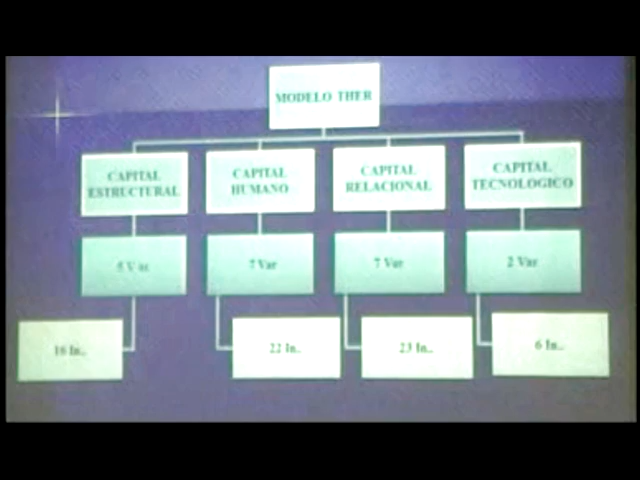 MODELO THER
CAPITAL
ESTRUCTURAL
CAPITAL
HUMANO
CAPITAL
RELACIONAL
CAPITAL
TECNOLOGICO
5 Var
7 Var
7 Var
2 Var
16 In..
22 In..
23 In..
6 In..